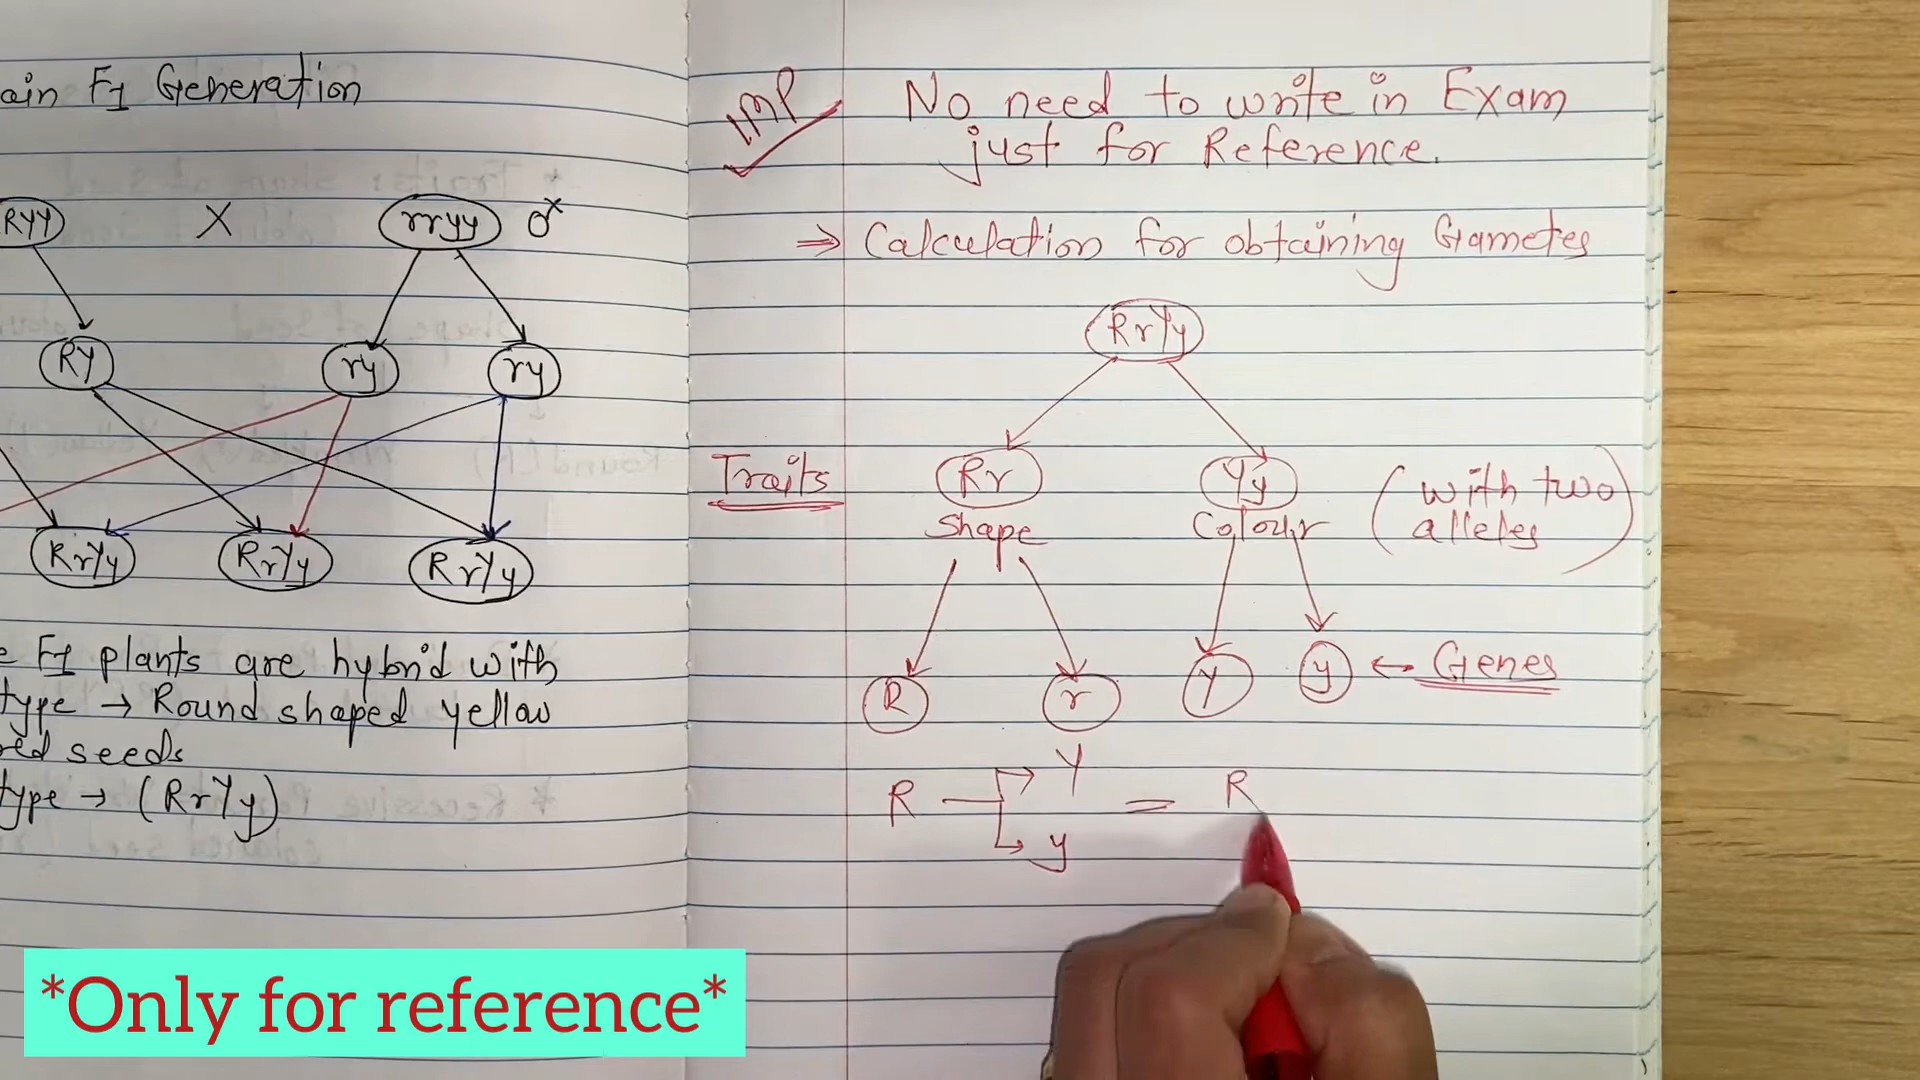 ain F1 Generation
RYY X rryy ♂
RY ry ry
RrYy RrYy RrYy
e F1 plants are hybrid with
type → Round shaped yellow
red seeds
type → (RrYy)
IMP
No need to write in Exam
just for Reference.
⇒ Calculation for obtaining Gametes
RrYy
Traits Rr Yy (with two
Shape Colour alleles)
R r Y y ← Genes
R Y = R
y
*Only for reference*